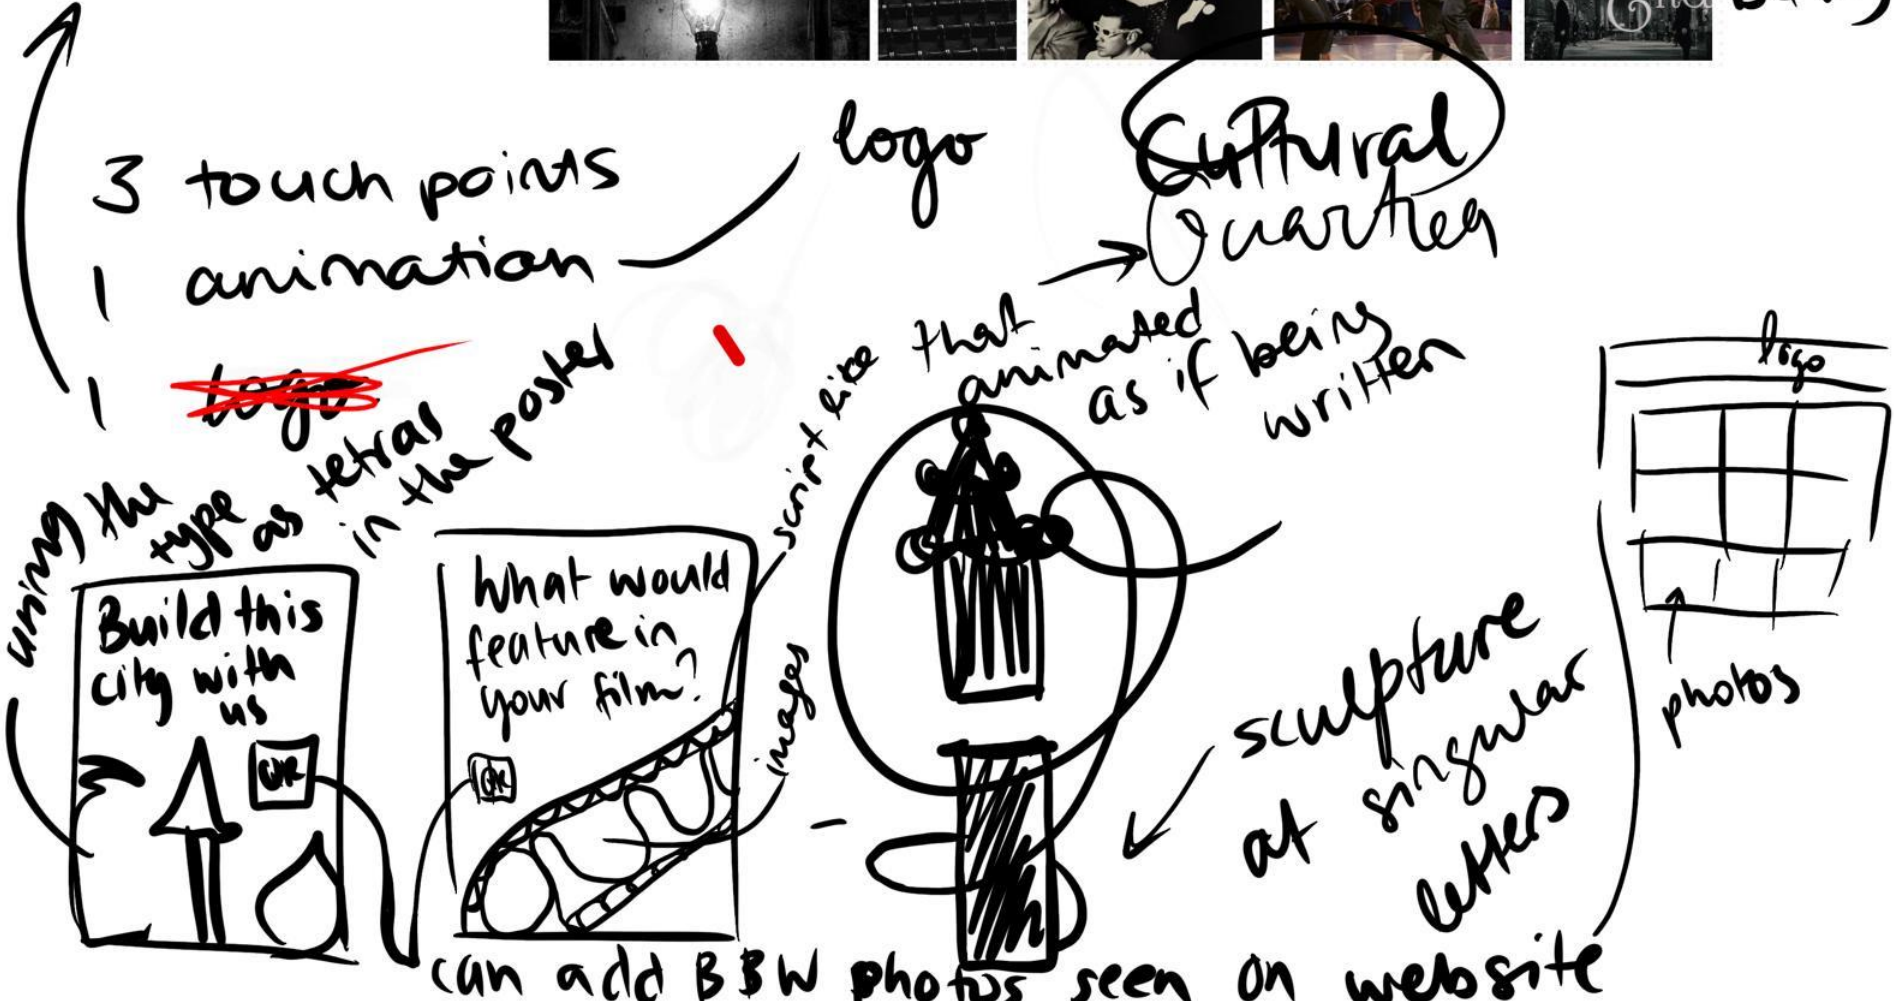 3 touch points
1 animation
1 logo
logo
Cultural
Quarter
script like that
animated
as if being
written
using the
type as tetras
in the poster
Build this
city with
us
QR
What would
feature in
your film?
QR
images
sculpture
at singular
letters
logo
photos
can add B&W photos seen on website